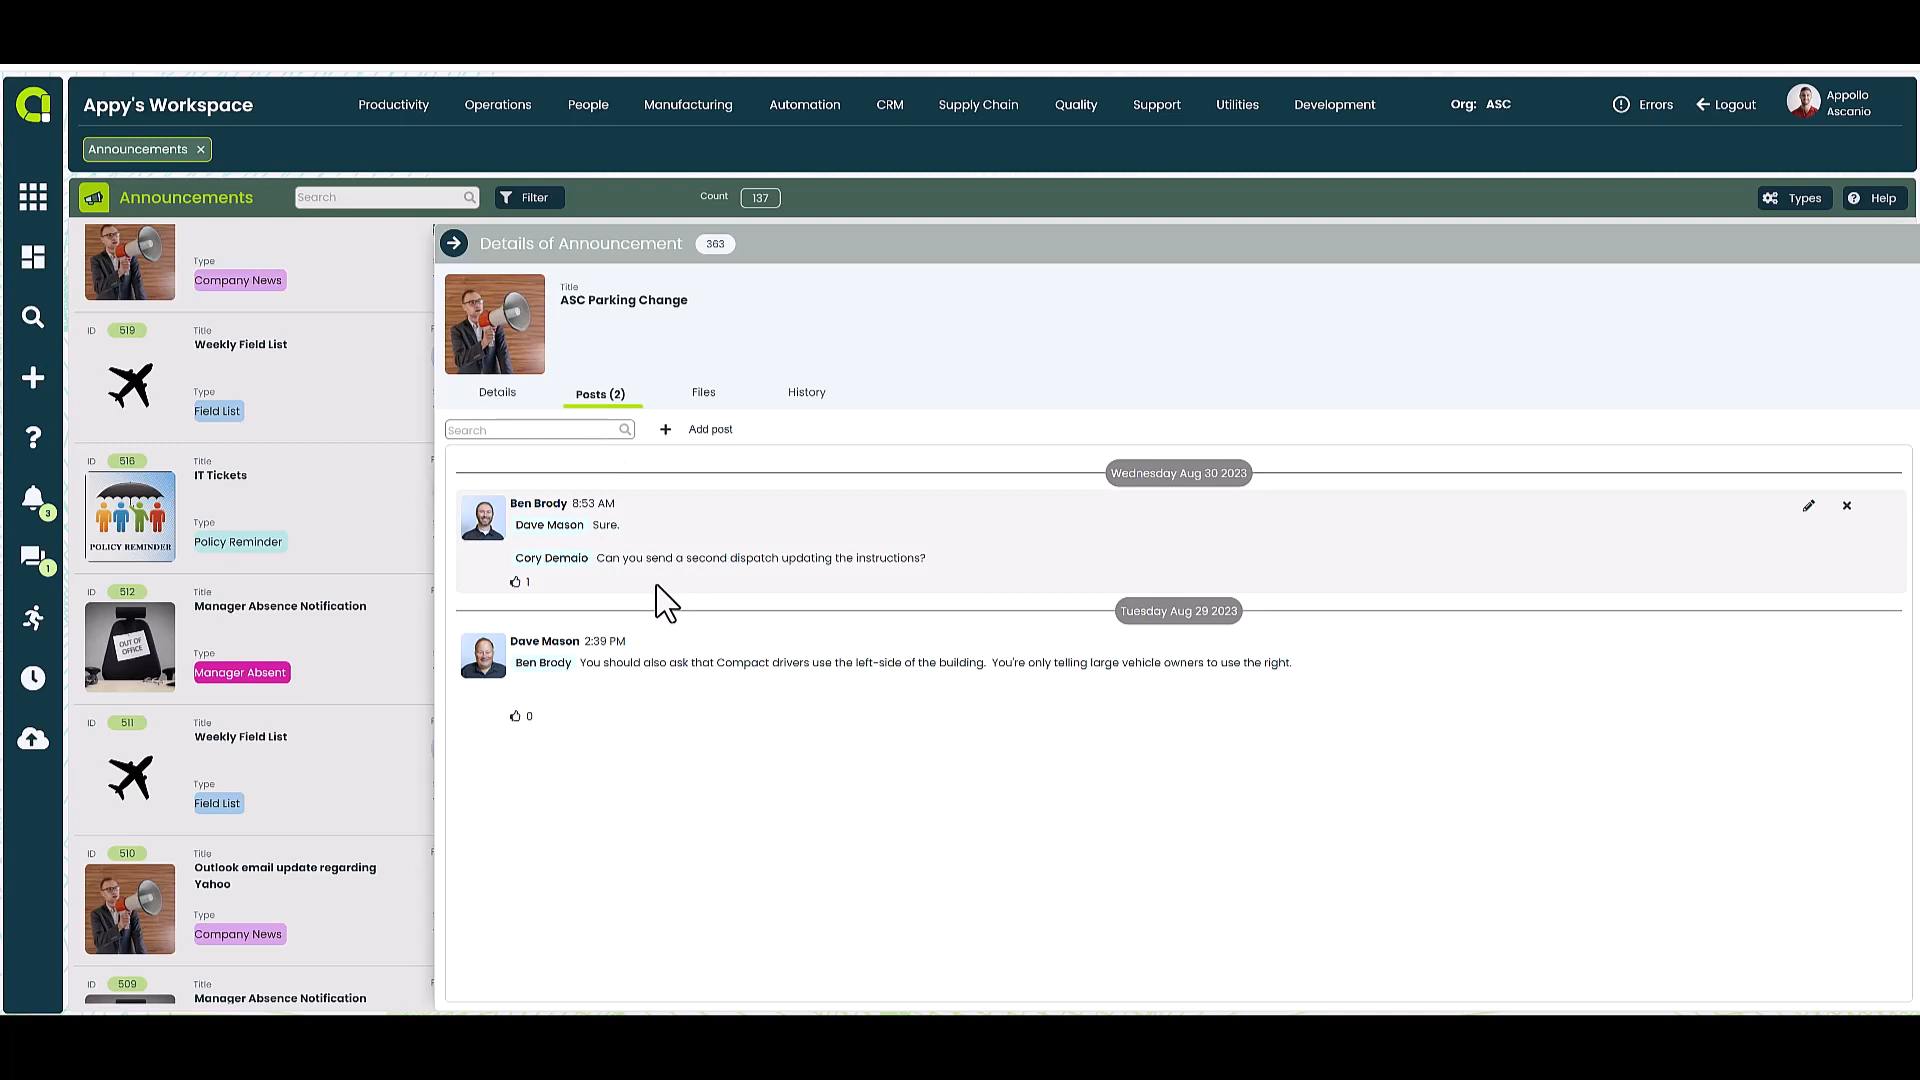 Appy's Workspace
Productivity
Operations
People
Manufacturing
Automation
CRM
Supply Chain
Quality
Support
Utilities
Development
Org: ASC
Errors
Logout
Appollo
Ascanio
Announcements
Announcements
Search
Filter
Count
137
Types
Help
Type
Company News
ID 519
Title
Weekly Field List
Type
Field List
ID 516
Title
IT Tickets
POLICY REMINDER
Type
Policy Reminder
ID 512
Title
Manager Absence Notification
OUT OF
OFFICE
Type
Manager Absent
ID 511
Title
Weekly Field List
Type
Field List
ID 510
Title
Outlook email update regarding
Yahoo
Type
Company News
ID 509
Title
Manager Absence Notification
3
1
Details of Announcement 363
Title
ASC Parking Change
Details
Posts (2)
Files
History
Search
Add post
Wednesday Aug 30 2023
Ben Brody 8:53 AM
Dave Mason Sure.
Cory Demaio Can you send a second dispatch updating the instructions?
1
Tuesday Aug 29 2023
Dave Mason 2:39 PM
Ben Brody You should also ask that Compact drivers use the left-side of the building. You're only telling large vehicle owners to use the right.
0